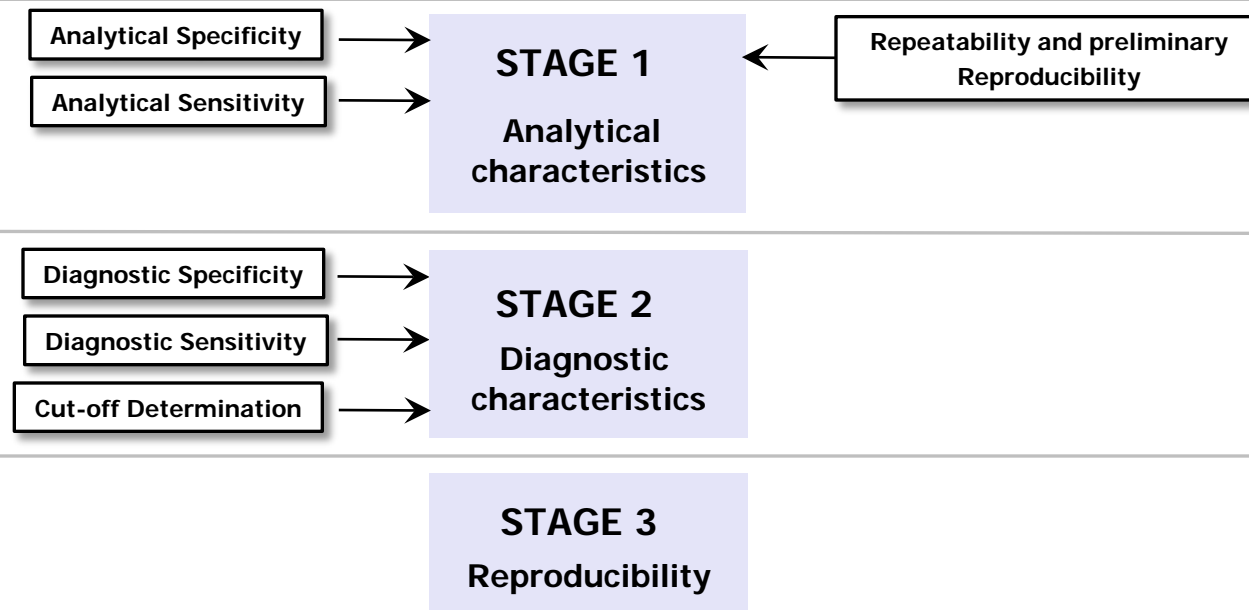 Analytical Specificity
Analytical Sensitivity
STAGE 1
Analytical
characteristics
Repeatability and preliminary
Reproducibility
Diagnostic Specificity
Diagnostic Sensitivity
Cut-off Determination
STAGE 2
Diagnostic
characteristics
STAGE 3
Reproducibility